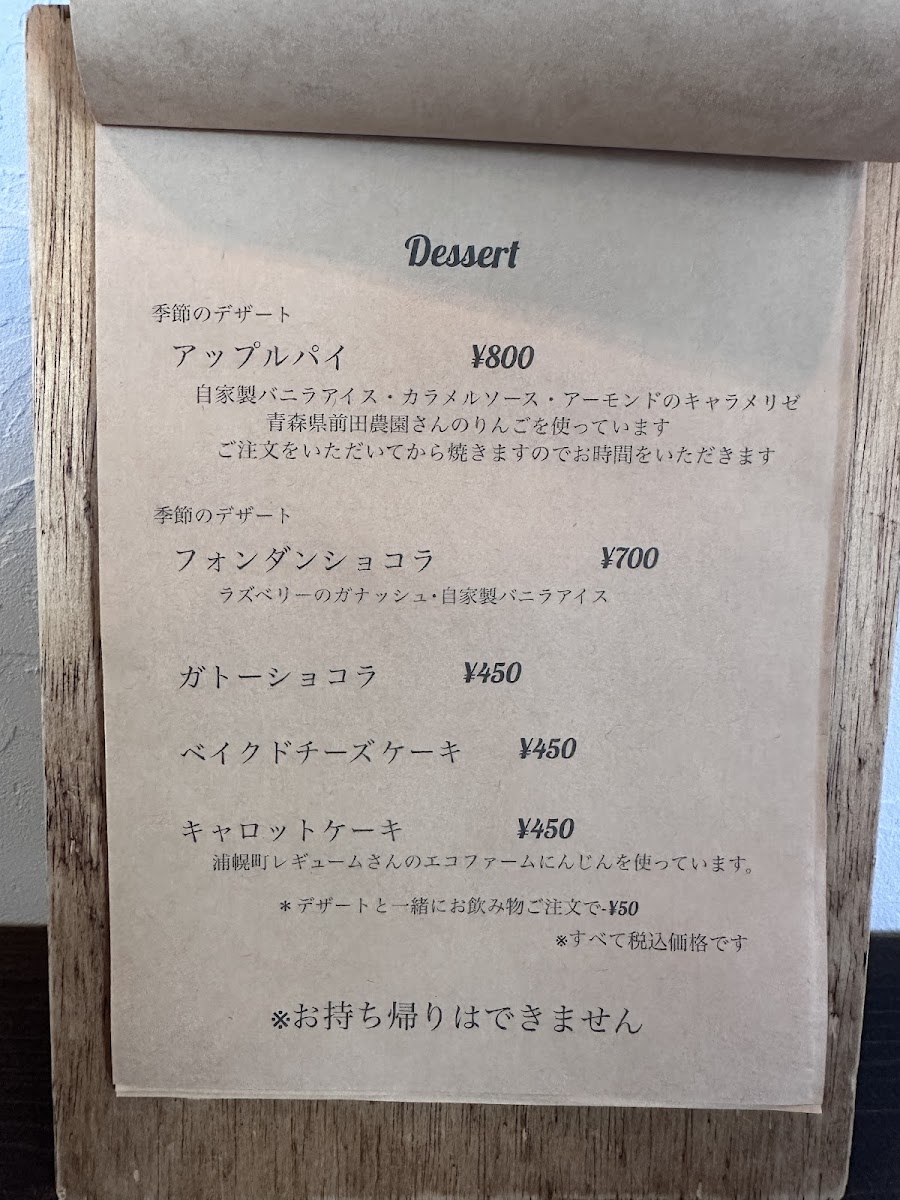 Dessert
季節のデザート
アップルパイ ¥800
自家製バニラアイス・カラメルソース・アーモンドのキャラメリゼ
青森県前田農園さんのりんごを使っています
ご注文をいただいてから焼きますのでお時間をいただきます
季節のデザート
フォンダンショコラ ¥700
ラズベリーのガナッシュ・自家製バニラアイス
ガトーショコラ ¥450
ベイクドチーズケーキ ¥450
キャロットケーキ ¥450
浦幌町レギュームさんのエコファームにんじんを使っています。
＊デザートと一緒にお飲み物ご注文で-¥50
※すべて税込価格です
※お持ち帰りはできません